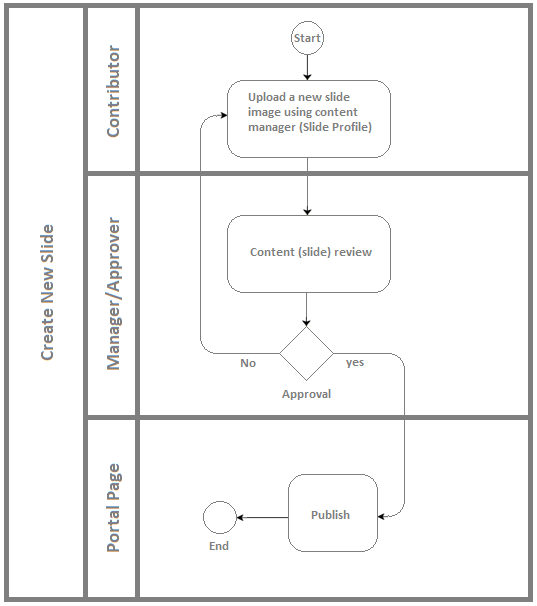 Create New Slide
Contributor
Start
Upload a new slide
image using content
manager (Slide Profile)
Manager/Approver
Content (slide) review
No
yes
Approval
Portal Page
Publish
End